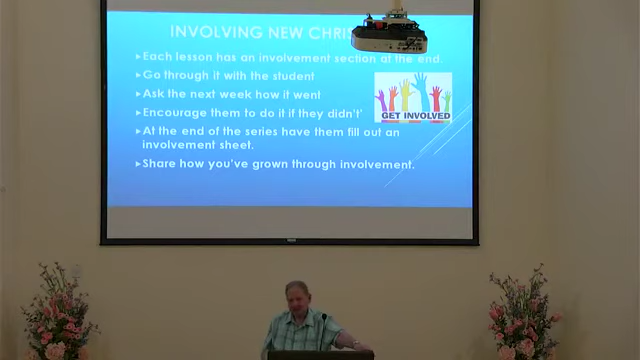 INVOLVING NEW CHRIS
▸Each lesson has an involvement section at the end.
▸Go through it with the student
▸Ask the next week how it went
▸Encourage them to do it if they didn't'
▸At the end of the series have them fill out an
involvement sheet.
▸Share how you've grown through involvement.
GET INVOLVED